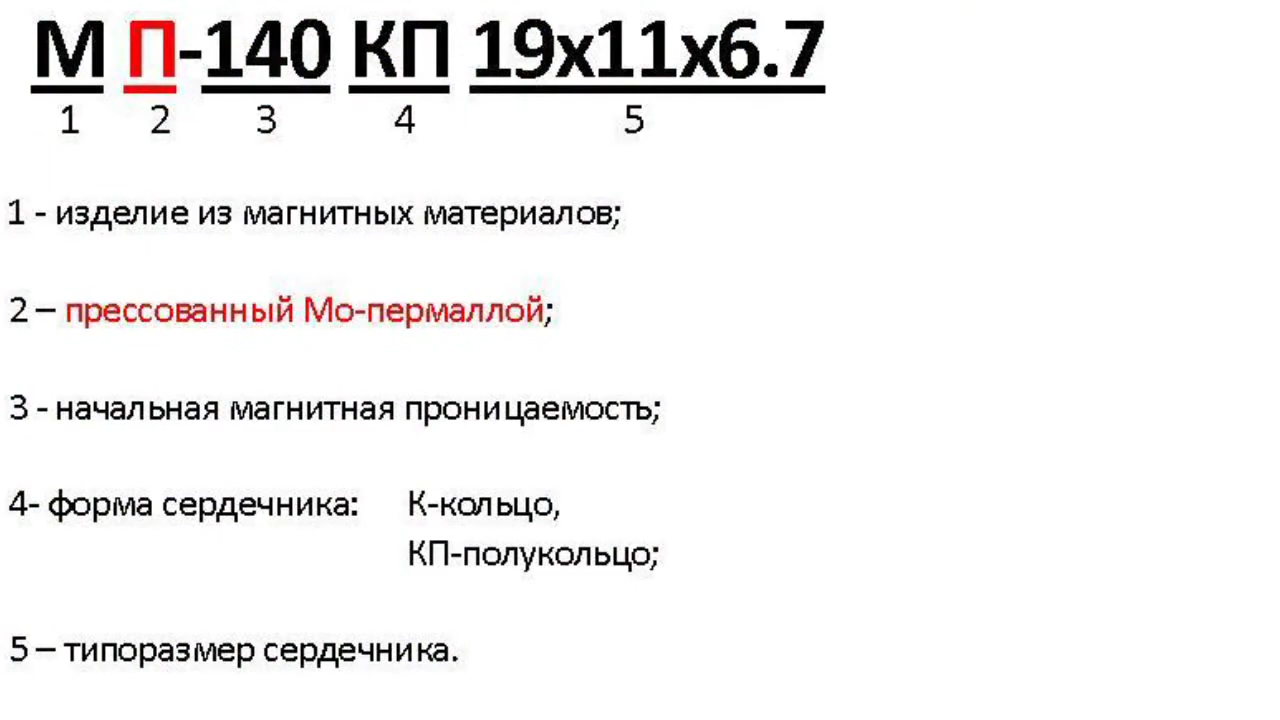 М П-140 КП 19х11х6.7
1 2 3 4 5
1 - изделие из магнитных материалов;
2 – прессованный Мо-пермаллой;
3 - начальная магнитная проницаемость;
4- форма сердечника: К-кольцо,
КП-полукольцо;
5 – типоразмер сердечника.